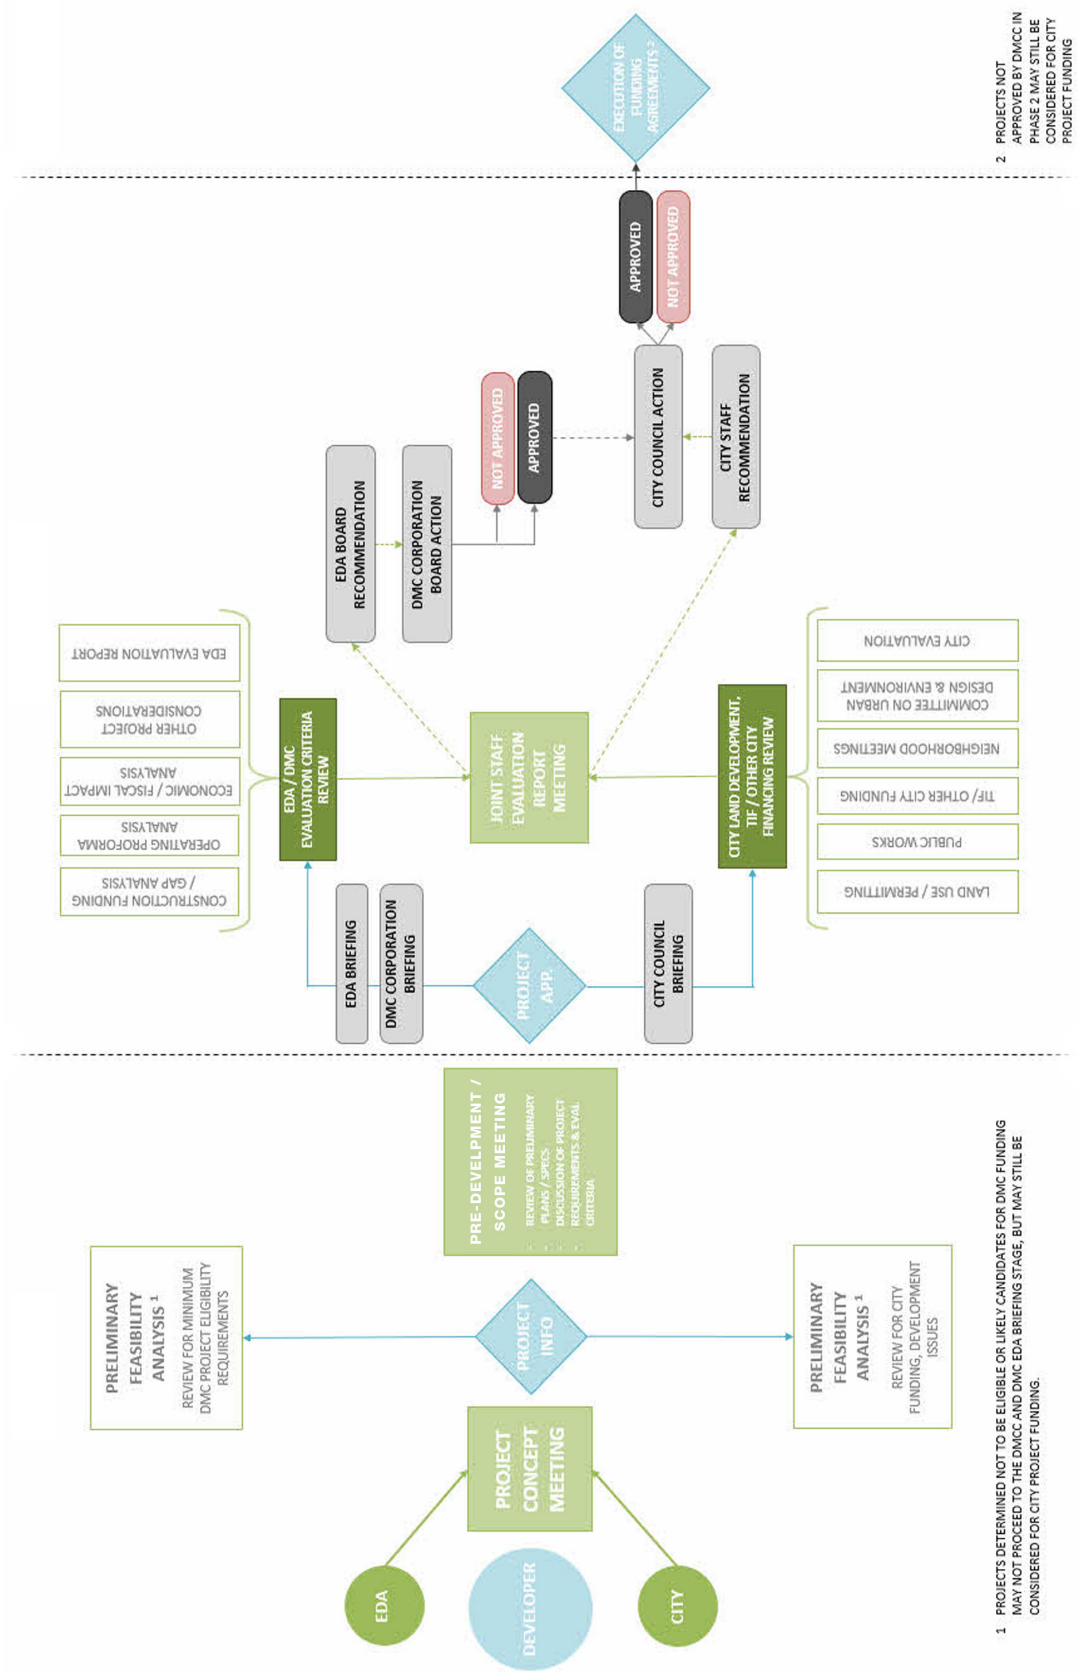 EDA
DEVELOPER
CITY
PROJECT
CONCEPT
MEETING
PRELIMINARY
FEASIBILITY
ANALYSIS ¹
REVIEW FOR MINIMUM
DMC PROJECT ELIGIBILITY
REQUIREMENTS
PROJECT
INFO
PRELIMINARY
FEASIBILITY
ANALYSIS ¹
REVIEW FOR CITY
FUNDING, DEVELOPMENT
ISSUES
PRE-DEVELPMENT /
SCOPE MEETING
- REVIEW OF PRELIMINARY
- PLANS / SPECS
- DISCUSSION OF PROJECT
- REQUIREMENTS & EVAL
CRITERIA
1 PROJECTS DETERMINED NOT TO BE ELIGIBLE OR LIKELY CANDIDATES FOR DMC FUNDING
MAY NOT PROCEED TO THE DMCC AND DMC EDA BRIEFING STAGE, BUT MAY STILL BE
CONSIDERED FOR CITY PROJECT FUNDING.
EDA BRIEFING
DMC CORPORATION
BRIEFING
PROJECT
APP.
CITY COUNCIL
BRIEFING
CONSTRUCTION FUNDING
/ GAP ANALYSIS
OPERATING PROFORMA
ANALYSIS
ECONOMIC / FISCAL IMPACT
ANALYSIS
OTHER PROJECT
CONSIDERATIONS
EDA EVALUATION REPORT
EDA / DMC
EVALUATION CRITERIA
REVIEW
JOINT STAFF
EVALUATION
REPORT
MEETING
CITY LAND DEVELOPMENT,
TIF / OTHER CITY
FINANCING REVIEW
LAND USE / PERMITTING
PUBLIC WORKS
TIF/ OTHER CITY FUNDING
NEIGHBORHOOD MEETINGS
COMMITTEE ON URBAN
DESIGN & ENVIRONMENT
CITY EVALUATION
EDA BOARD
RECOMMENDATION
DMC CORPORATION
BOARD ACTION
NOT APPROVED
APPROVED
CITY COUNCIL ACTION
CITY STAFF
RECOMMENDATION
APPROVED
NOT APPROVED
EXECUTION OF
FUNDING
AGREEMENTS ²
2 PROJECTS NOT
APPROVED BY DMCC IN
PHASE 2 MAY STILL BE
CONSIDERED FOR CITY
PROJECT FUNDING